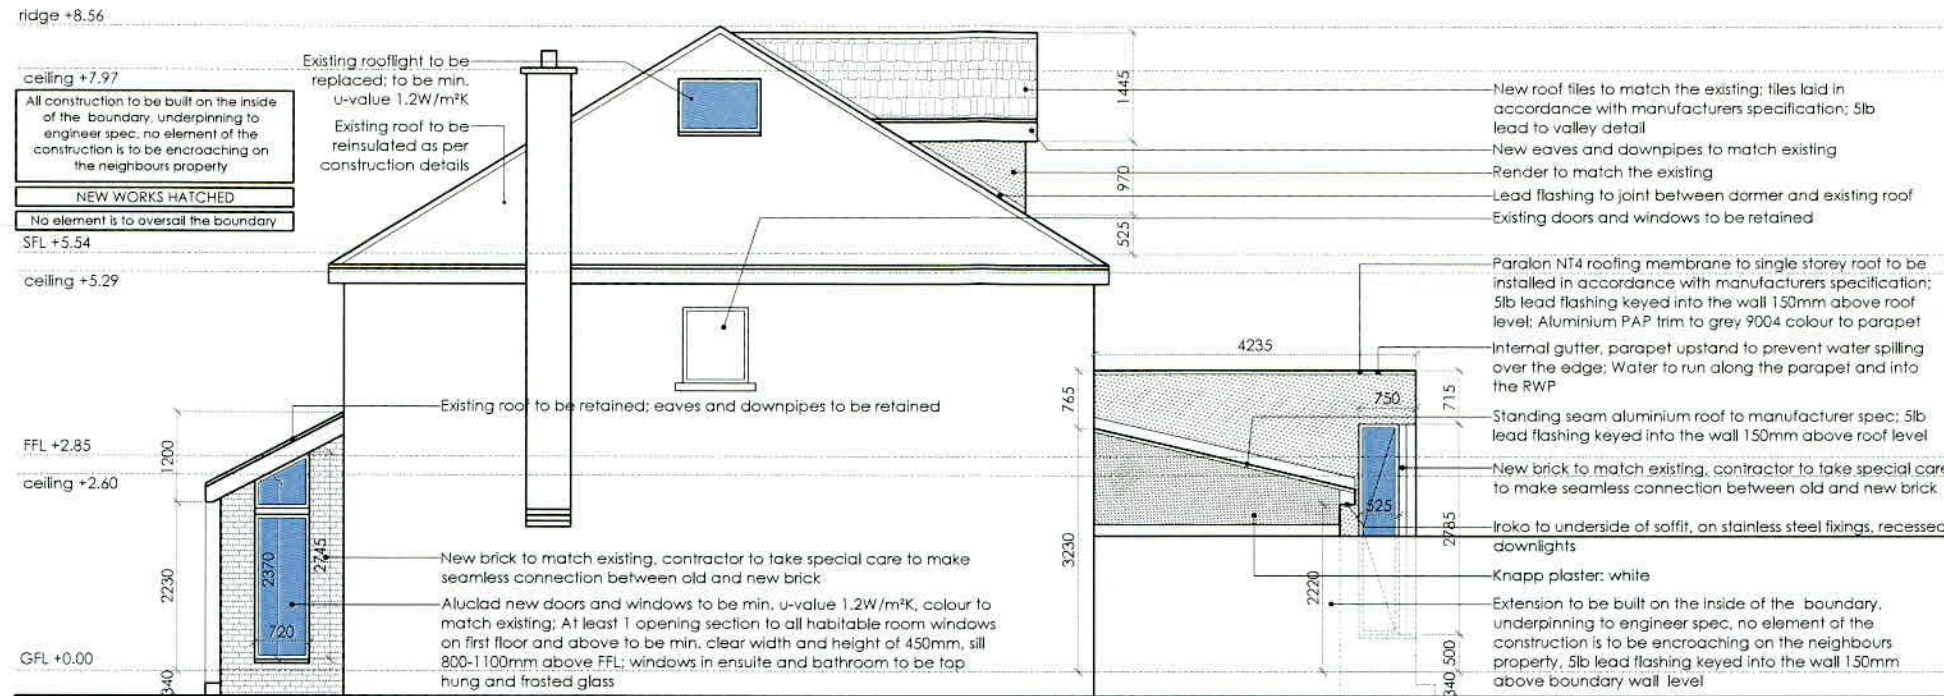 ridge +8.56
ceiling +7.97
All construction to be built on the inside
of the boundary, underpinning to
engineer spec, no element of the
construction is to be encroaching on
the neighbours property
NEW WORKS HATCHED
No element is to oversail the boundary
SFL +5.54
ceiling +5.29
FFL +2.85
ceiling +2.60
GFL +0.00
Existing rooflight to be
replaced; to be min.
u-value 1.2W/m²K
Existing roof to be
reinsulated as per
construction details
Existing roof to be retained; eaves and downpipes to be retained
New brick to match existing, contractor to take special care to make
seamless connection between old and new brick
Aluclad new doors and windows to be min. u-value 1.2W/m²K, colour to
match existing; At least 1 opening section to all habitable room windows
on first floor and above to be min. clear width and height of 450mm, sill
800-1100mm above FFL; windows in ensuite and bathroom to be top
hung and frosted glass
1200
2230
340
2370
2745
720
1445
970
525
4235
765
3230
750
715
525
2785
2220
500
340
New roof tiles to match the existing; tiles laid in
accordance with manufacturers specification; 5lb
lead to valley detail
New eaves and downpipes to match existing
Render to match the existing
Lead flashing to joint between dormer and existing roof
Existing doors and windows to be retained
Paralon NT4 roofing membrane to single storey roof to be
installed in accordance with manufacturers specification;
5lb lead flashing keyed into the wall 150mm above roof
level; Aluminium PAP trim to grey 9004 colour to parapet
Internal gutter, parapet upstand to prevent water spilling
over the edge; Water to run along the parapet and into
the RWP
Standing seam aluminium roof to manufacturer spec; 5lb
lead flashing keyed into the wall 150mm above roof level
New brick to match existing, contractor to take special care
to make seamless connection between old and new brick
Iroko to underside of soffit, on stainless steel fixings, recessed
downlights
Knapp plaster: white
Extension to be built on the inside of the boundary,
underpinning to engineer spec, no element of the
construction is to be encroaching on the neighbours
property, 5lb lead flashing keyed into the wall 150mm
above boundary wall level